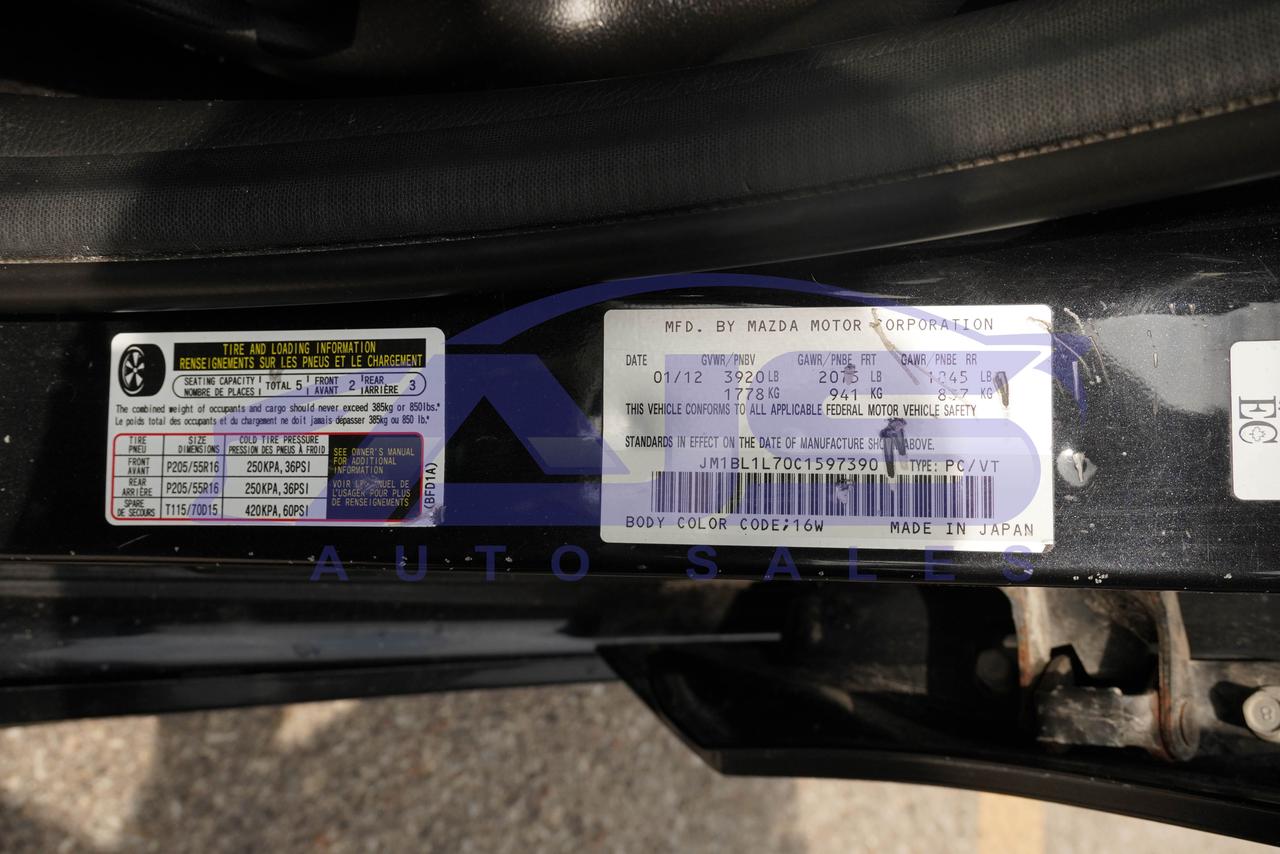 TIRE AND LOADING INFORMATION
RENSEIGNEMENTS SUR LES PNEUS ET LE CHARGEMENT
SEATING CAPACITY
NOMBRE DE PLACES
TOTAL 5
FRONT
AVANT 2
REAR
ARRIÈRE 3
The combined weight of occupants and cargo should never exceed 385kg or 850lbs."
Le poids total des occupants et du chargement ne doit jamais dépasser 385kg ou 850 lb."
TIRE
PNEU
SIZE
DIMENSIONS
COLD TIRE PRESSURE
PRESSION DES PNEUS À FROID
FRONT
AVANT
P205/55R16
250KPA,36PSI
REAR
ARRIÈRE
P205/55R16
250KPA,36PSI
SPARE
DE SECOURS
T115/70D15
420KPA,60PSI
SEE OWNER'S MANUAL
FOR ADDITIONAL
INFORMATION
VOIR DE
L'USAGER POUR PLUS
DE RENSEIGNEMENTS
(BFD1A)
MFD. BY MAZDA MOTOR CORPORATION
DATE GVWR/PNBV GAWR/PNBE FRT GAWR/PNBE RR
01/12 3920 LB LB LB
1778 KG 941 KG KG
THIS VEHICLE CONFORMS TO ALL APPLICABLE FEDERAL MOTOR VEHICLE SAFETY
STANDARDS IN EFFECT ON THE DATE OF MANUFACTURE SHOWN ABOVE.
JM1BL1L70C1597390 TYPE: PC/VT
BODY COLOR CODE;16W MADE IN JAPAN
EC
AJS
AUTO SALES
8